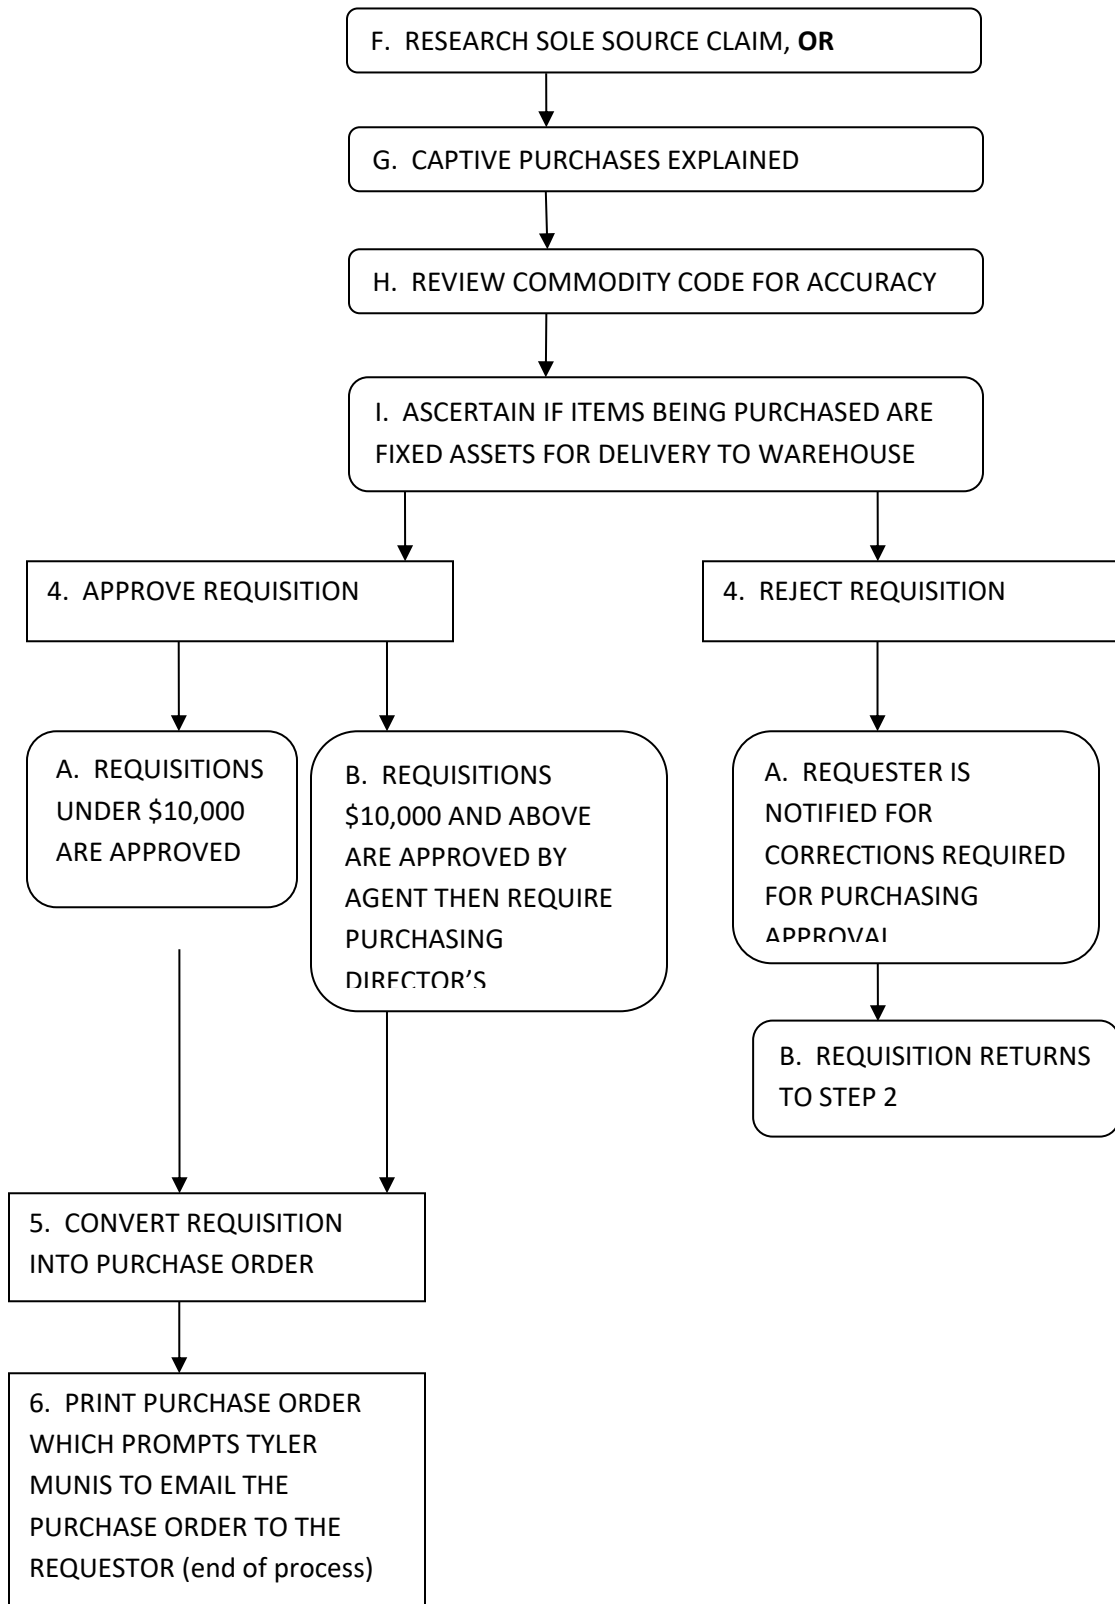 F. RESEARCH SOLE SOURCE CLAIM, OR
G. CAPTIVE PURCHASES EXPLAINED
H. REVIEW COMMODITY CODE FOR ACCURACY
I. ASCERTAIN IF ITEMS BEING PURCHASED ARE
FIXED ASSETS FOR DELIVERY TO WAREHOUSE
4. APPROVE REQUISITION
4. REJECT REQUISITION
A. REQUISITIONS
UNDER $10,000
ARE APPROVED
B. REQUISITIONS
$10,000 AND ABOVE
ARE APPROVED BY
AGENT THEN REQUIRE
PURCHASING
DIRECTOR’S
A. REQUESTER IS
NOTIFIED FOR
CORRECTIONS REQUIRED
FOR PURCHASING
APPROVAL
B. REQUISITION RETURNS
TO STEP 2
5. CONVERT REQUISITION
INTO PURCHASE ORDER
6. PRINT PURCHASE ORDER
WHICH PROMPTS TYLER
MUNIS TO EMAIL THE
PURCHASE ORDER TO THE
REQUESTOR (end of process)